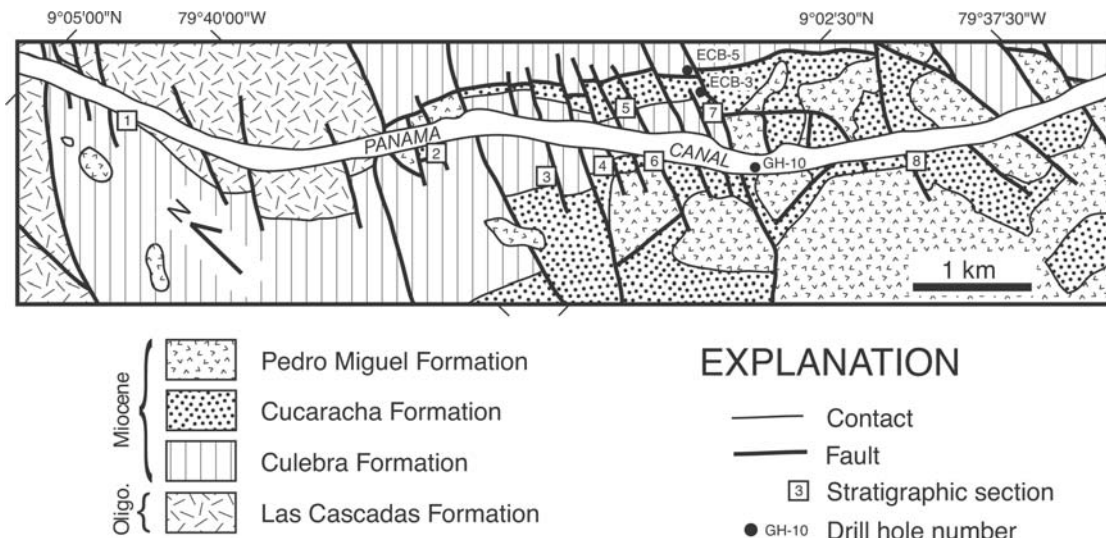 9°05'00"N 79°40'00"W 9°02'30"N 79°37'30"W
ECB-5
ECB-3
1
5
7
PANAMA
CANAL
2
3
4
6
GH-10
8
N
1 km
Miocene
Oligo.
Pedro Miguel Formation
Cucaracha Formation
Culebra Formation
Las Cascadas Formation
EXPLANATION
Contact
Fault
3 Stratigraphic section
GH-10 Drill hole number